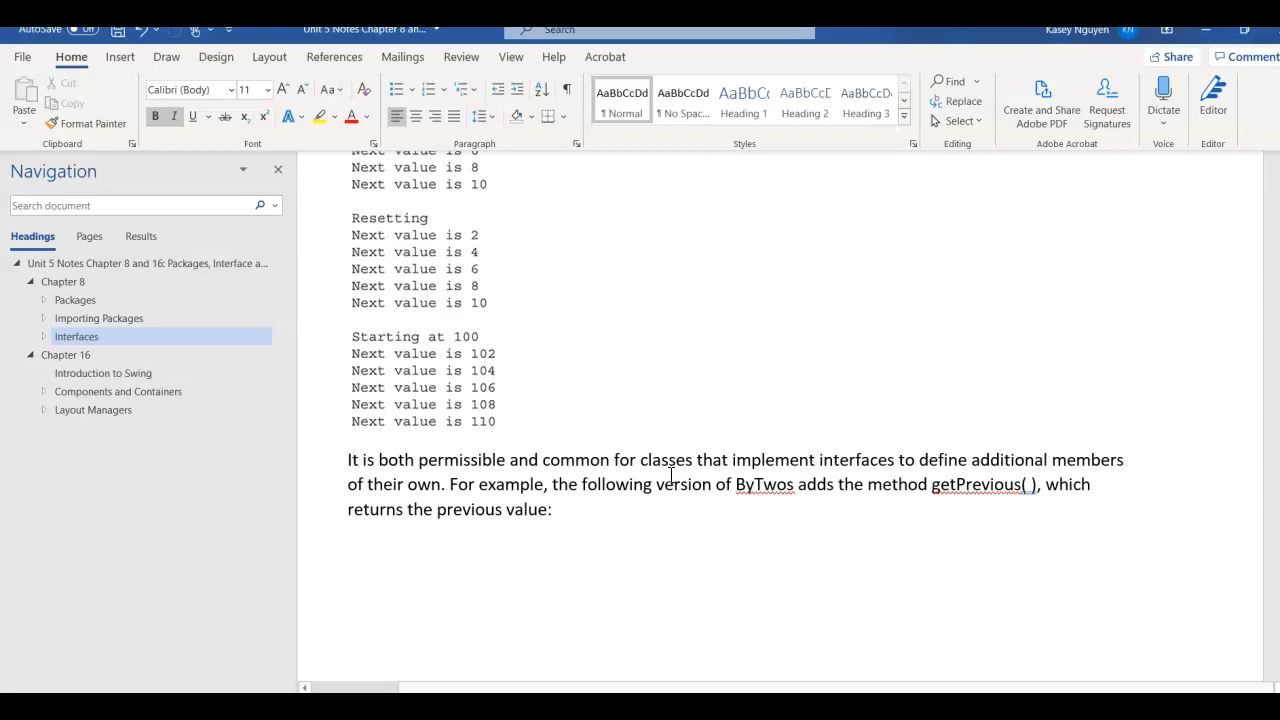 AutoSave Off Unit 5 Notes Chapter 8 and... Search Kasey Nguyen KN
File Home Insert Draw Design Layout References Mailings Review View Help Acrobat Share Comment
Paste Cut Copy Format Painter
Calibri (Body) 11
AaBbCcDd AaBbCcDd AaBbCc AaBbCcD AaBbCcD
¶ Normal ¶ No Spac... Heading 1 Heading 2 Heading 3
Find Replace Select
Create and Share Adobe PDF Request Signatures Dictate Editor
Clipboard Font Paragraph Styles Editing Adobe Acrobat Voice Editor
Navigation
Search document
Headings Pages Results
Unit 5 Notes Chapter 8 and 16: Packages, Interface a...
Chapter 8
Packages
Importing Packages
Interfaces
Chapter 16
Introduction to Swing
Components and Containers
Layout Managers
Next value is 6
Next value is 8
Next value is 10
Resetting
Next value is 2
Next value is 4
Next value is 6
Next value is 8
Next value is 10
Starting at 100
Next value is 102
Next value is 104
Next value is 106
Next value is 108
Next value is 110
It is both permissible and common for classes that implement interfaces to define additional members
of their own. For example, the following version of ByTwos adds the method getPrevious( ), which
returns the previous value: